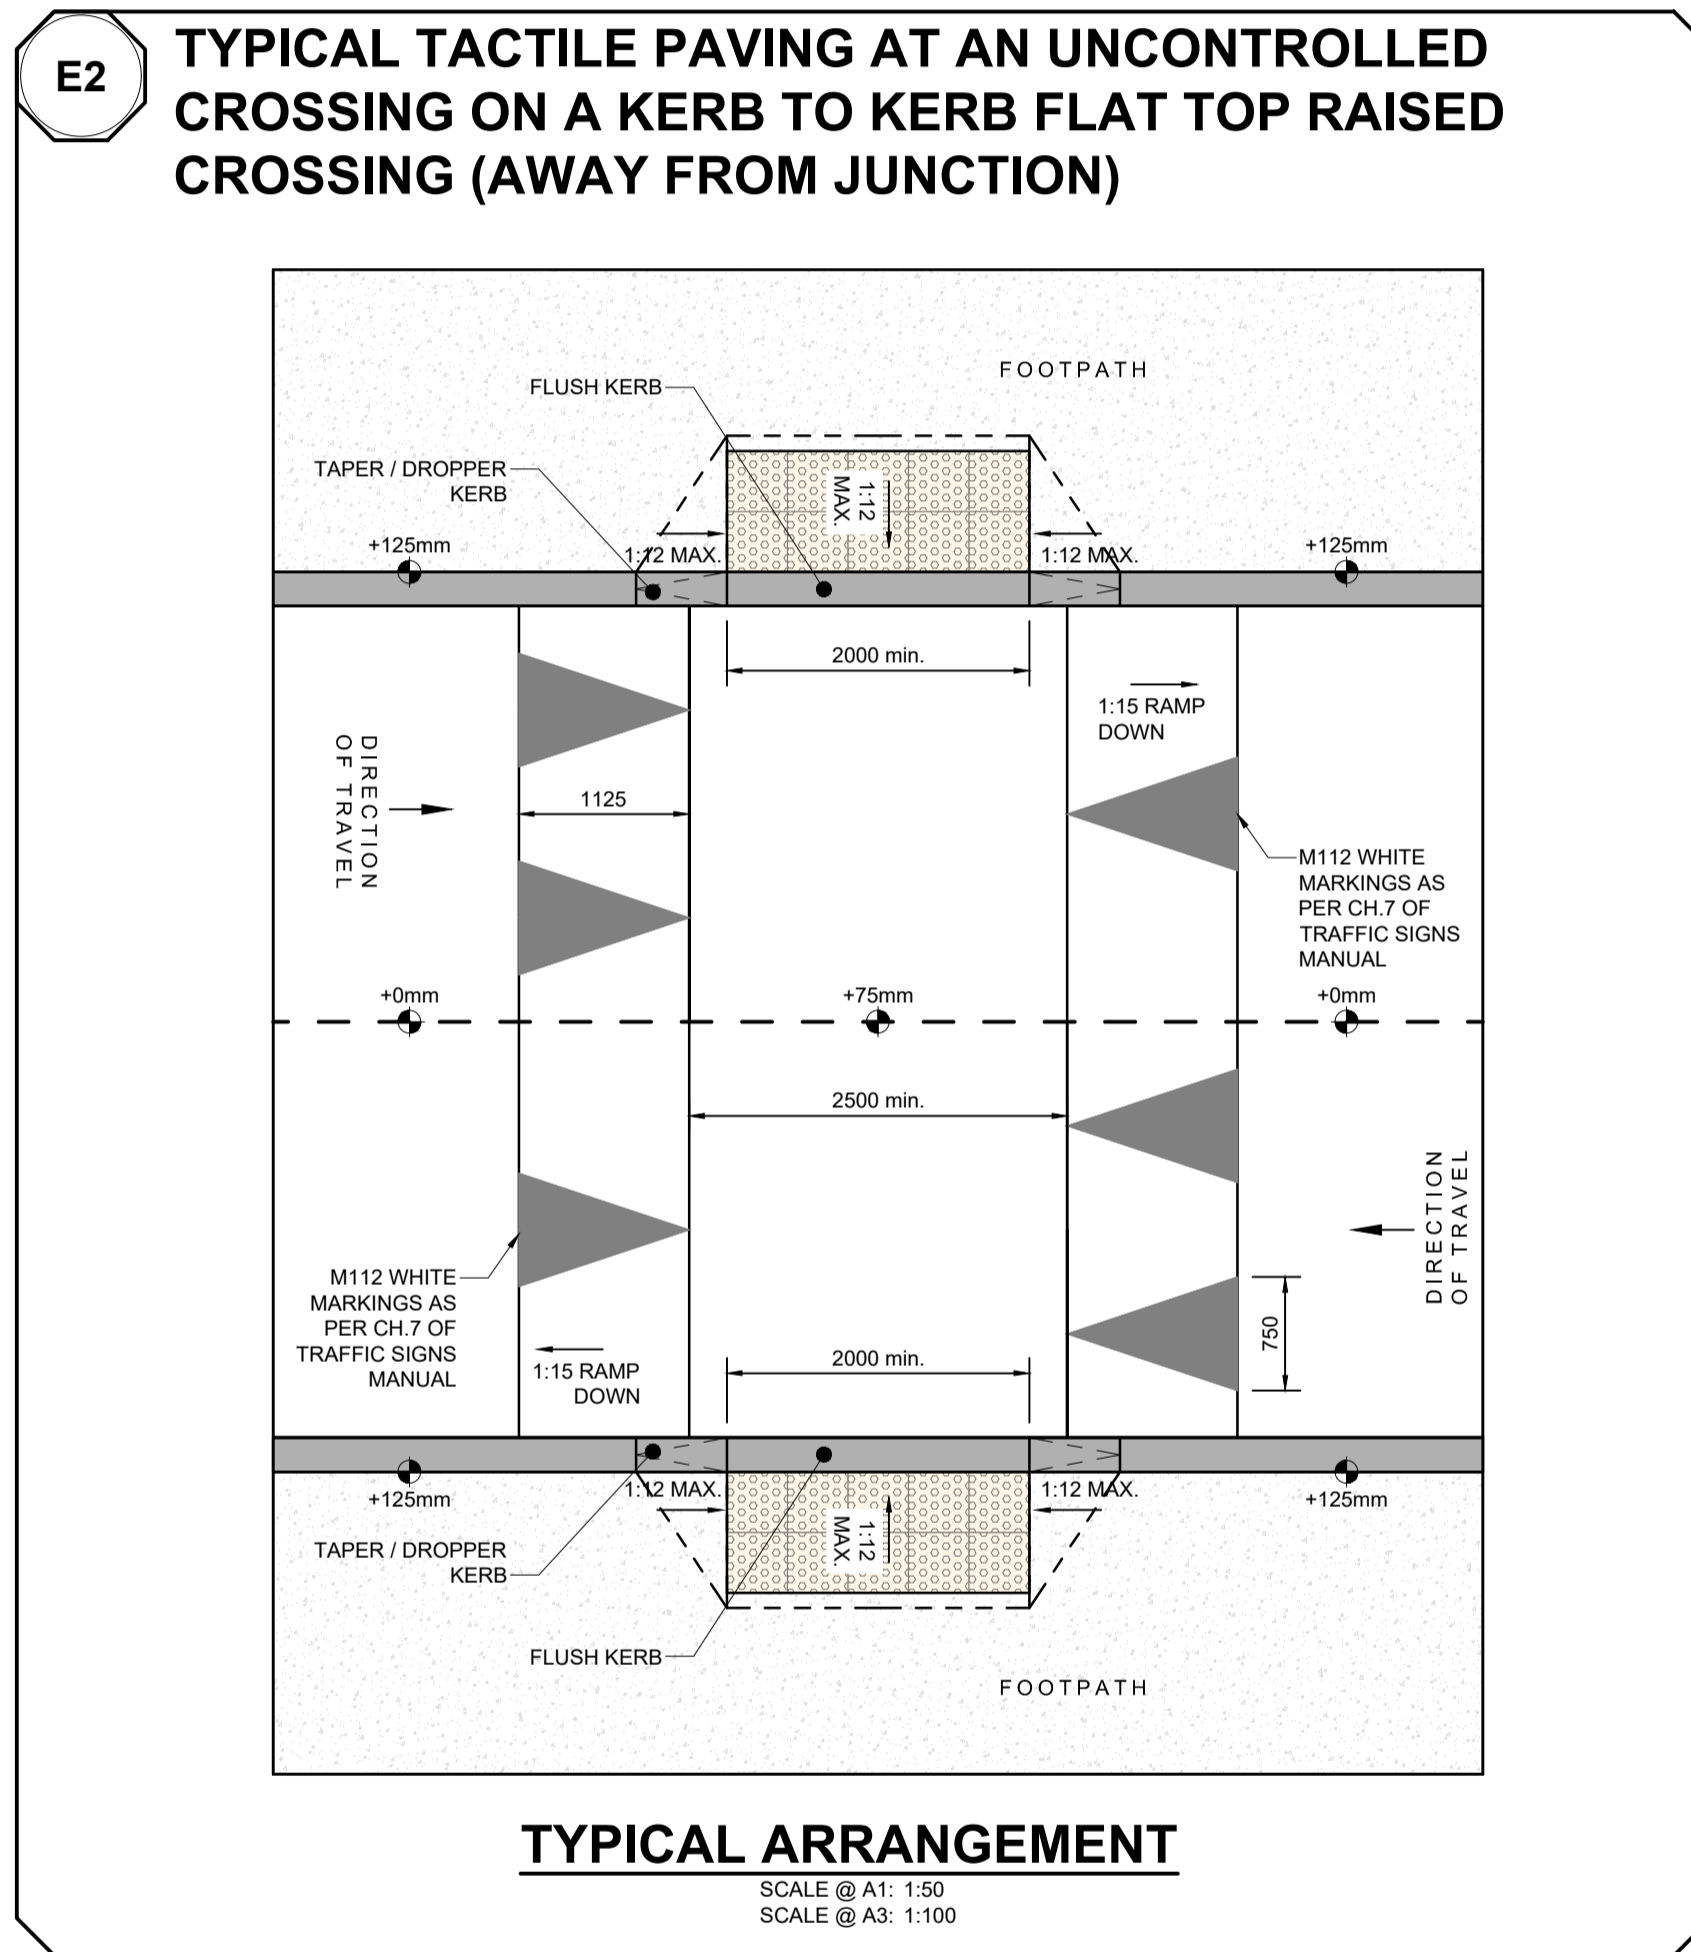 E2
TYPICAL TACTILE PAVING AT AN UNCONTROLLED
CROSSING ON A KERB TO KERB FLAT TOP RAISED
CROSSING (AWAY FROM JUNCTION)
FOOTPATH
FLUSH KERB
TAPER / DROPPER
KERB
1:12
MAX.
+125mm
1:12 MAX.
1:12 MAX.
+125mm
2000 min.
1:15 RAMP
DOWN
DIRECTION
OF TRAVEL
1125
M112 WHITE
MARKINGS AS
PER CH.7 OF
TRAFFIC SIGNS
MANUAL
+0mm
+75mm
+0mm
2500 min.
DIRECTION
OF TRAVEL
M112 WHITE
MARKINGS AS
PER CH.7 OF
TRAFFIC SIGNS
MANUAL
750
2000 min.
1:15 RAMP
DOWN
+125mm
1:12 MAX.
1:12 MAX.
+125mm
1:12
MAX.
TAPER / DROPPER
KERB
FLUSH KERB
FOOTPATH
TYPICAL ARRANGEMENT
SCALE @ A1: 1:50
SCALE @ A3: 1:100